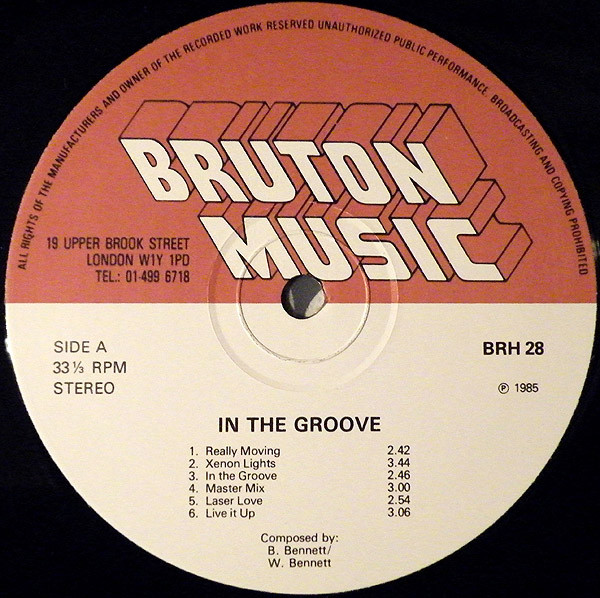 ALL RIGHTS OF THE MANUFACTURERS AND OWNER OF THE RECORDED WORK RESERVED UNAUTHORIZED PUBLIC PERFORMANCE BROADCASTING AND COPYING PROHIBITED
BRUTON
MUSIC
19 UPPER BROOK STREET
LONDON W1Y 1PD
TEL.: 01-499 6718
SIDE A
33⅓ RPM
STEREO
BRH 28
℗ 1985
IN THE GROOVE
1. Really Moving 2.42
2. Xenon Lights 3.44
3. In the Groove 2.46
4. Master Mix 3.00
5. Laser Love 2.54
6. Live it Up 3.06
Composed by:
B. Bennett/
W. Bennett